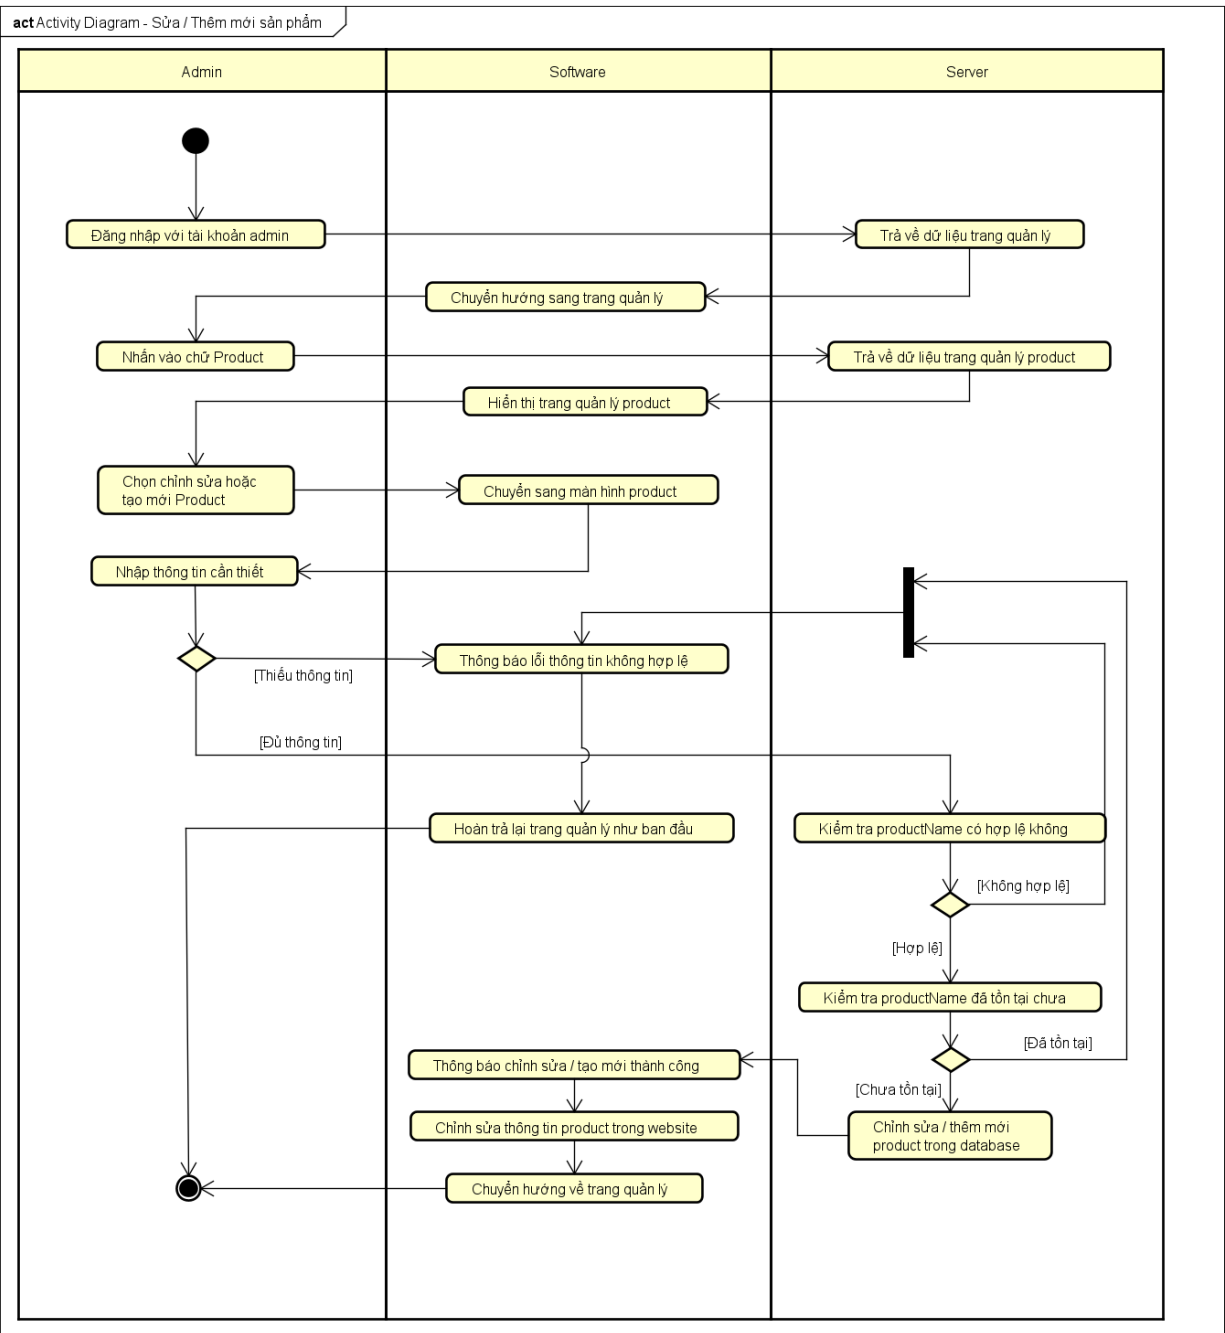 act Activity Diagram - Sửa / Thêm mới sản phẩm
Admin
Software
Server
Đăng nhập với tài khoản admin
Trả về dữ liệu trang quản lý
Chuyển hướng sang trang quản lý
Nhấn vào chữ Product
Trả về dữ liệu trang quản lý product
Hiển thị trang quản lý product
Chọn chỉnh sửa hoặc
tạo mới Product
Chuyển sang màn hình product
Nhập thông tin cần thiết
Thông báo lỗi thông tin không hợp lệ
[Thiếu thông tin]
[Đủ thông tin]
Hoàn trả lại trang quản lý như ban đầu
Kiểm tra productName có hợp lệ không
[Không hợp lệ]
[Hợp lệ]
Kiểm tra productName đã tồn tại chưa
[Đã tồn tại]
Thông báo chỉnh sửa / tạo mới thành công
[Chưa tồn tại]
Chỉnh sửa thông tin product trong website
Chỉnh sửa / thêm mới
product trong database
Chuyển hướng về trang quản lý